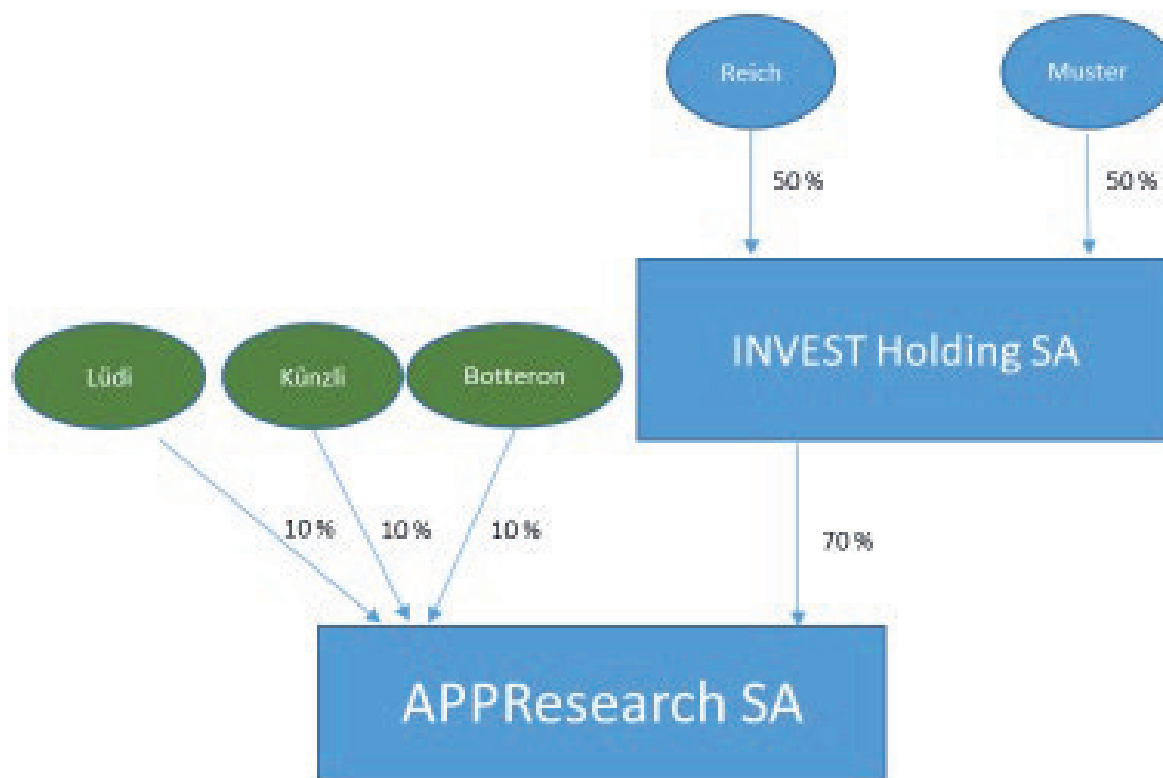 Reich
Muster
50 %
50 %
INVEST Holding SA
Lüdi
Künzli
Botteron
10 %
10 %
10 %
70 %
APPResearch SA